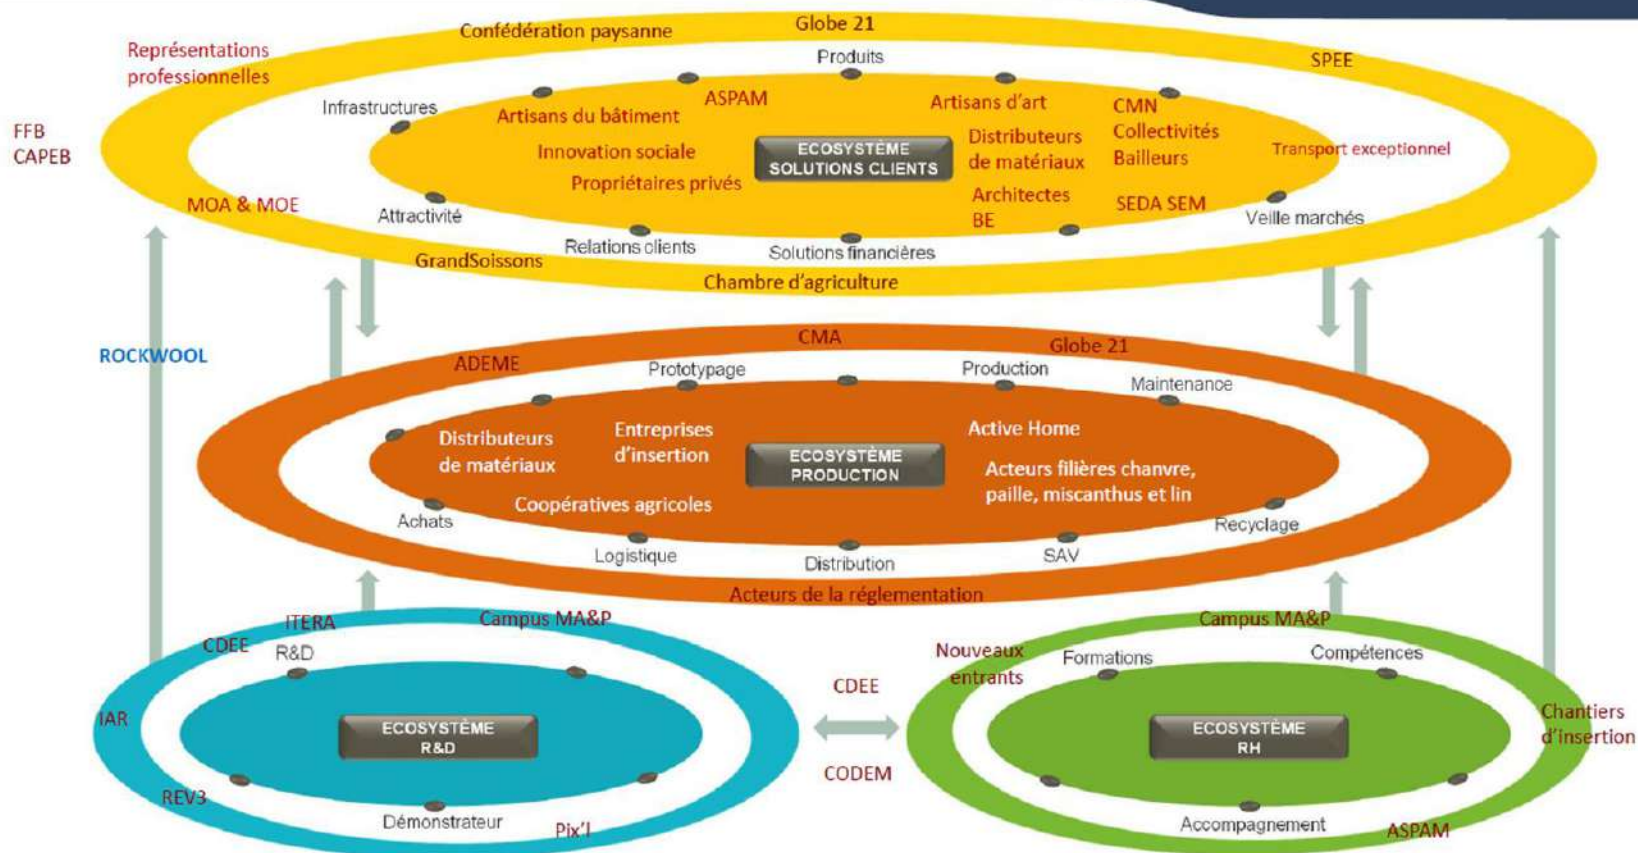 Confédération paysanne
Globe 21
Représentations
professionnelles
SPEE
Produits
Infrastructures
ASPAM
Artisans d'art
CMN
Collectivités
Bailleurs
Artisans du bâtiment
FFB
CAPEB
Distributeurs
de matériaux
ECOSYSTÈME
SOLUTIONS CLIENTS
Innovation sociale
Transport exceptionnel
Propriétaires privés
Architectes
BE
MOA & MOE
SEDA SEM
Attractivité
Veille marchés
Relations clients
Solutions financières
GrandSoissons
Chambre d'agriculture
ROCKWOOL
CMA
Globe 21
ADEME
Prototypage
Production
Maintenance
Distributeurs
de matériaux
Entreprises
d'insertion
Active Home
ECOSYSTÈME
PRODUCTION
Acteurs filières chanvre,
paille, miscanthus et lin
Coopératives agricoles
Achats
Recyclage
Logistique
Distribution
SAV
Acteurs de la réglementation
ITERA
Campus MA&P
CDEE
R&D
IAR
ECOSYSTÈME
R&D
REV3
Démonstrateur
Pix'l
CDEE
CODEM
Campus MA&P
Nouveaux
entrants
Formations
Compétences
ECOSYSTÈME
RH
Chantiers
d'insertion
Accompagnement
ASPAM